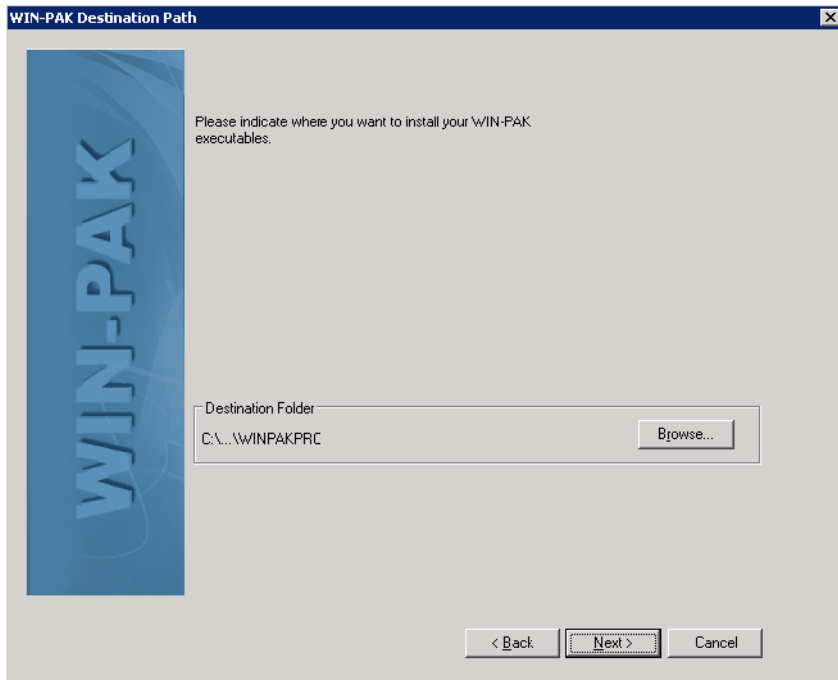 WIN-PAK Destination Path
WIN-PAK
Please indicate where you want to install your WIN-PAK
executables.
Destination Folder
C:\...\WINPAKPRC
Browse...
< Back
Next >
Cancel